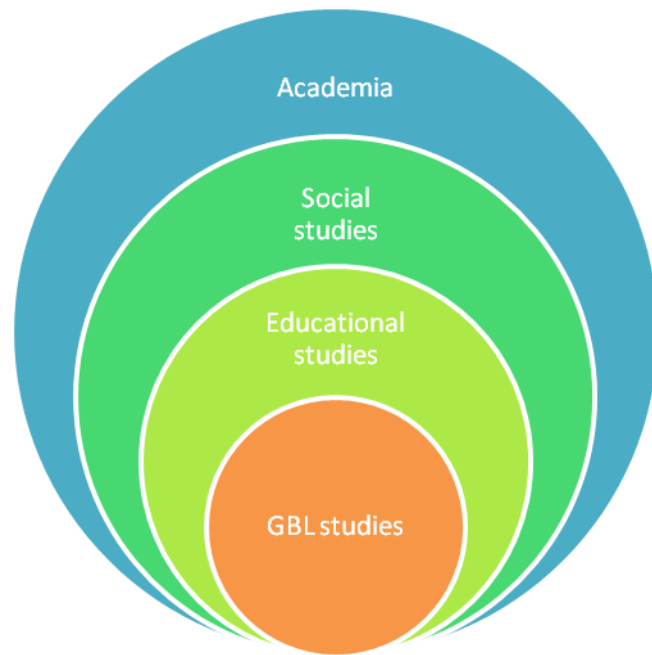 Academia
Social
studies
Educational
studies
GBL studies